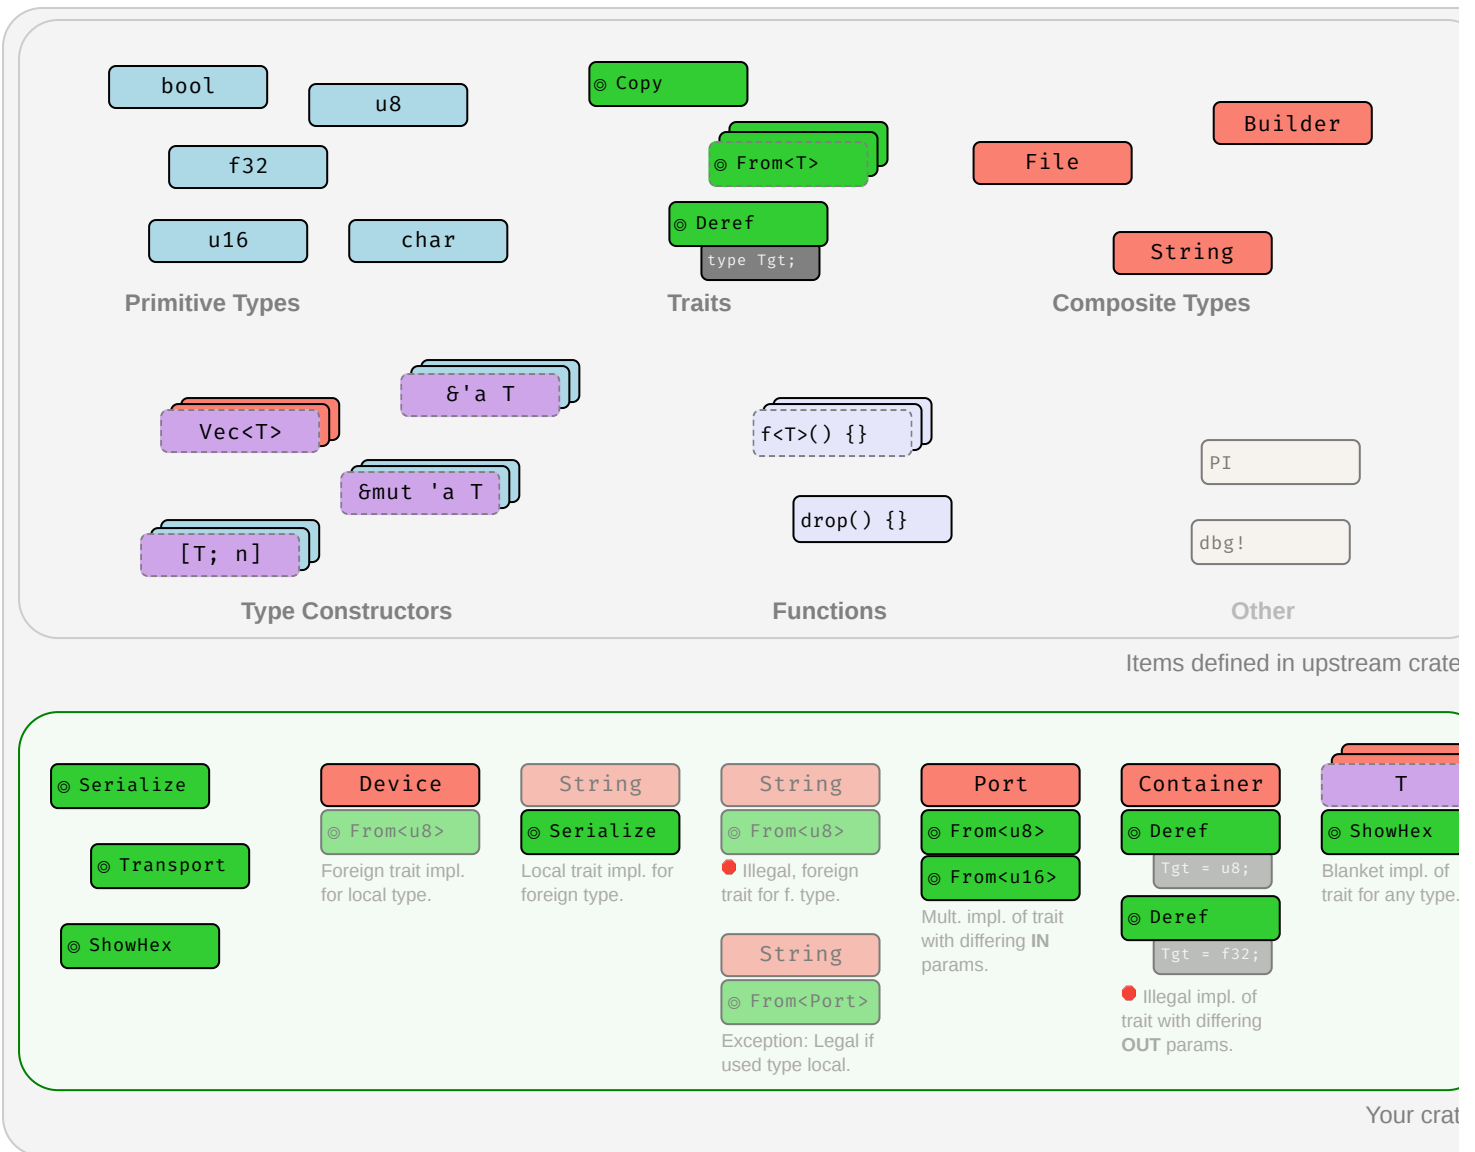 bool
u8
f32
u16
char
Primitive Types
◎ Copy
◎ From<T>
◎ Deref
type Tgt;
Traits
Builder
File
String
Composite Types
Vec<T>
&'a T
&mut 'a T
[T; n]
Type Constructors
f<T>() {}
drop() {}
Functions
PI
dbg!
Other
Items defined in upstream crate
◎ Serialize
◎ Transport
◎ ShowHex
Device
◎ From<u8>
Foreign trait impl.
for local type.
String
◎ Serialize
Local trait impl. for
foreign type.
String
◎ From<u8>
🛑 Illegal, foreign
trait for f. type.
String
◎ From<Port>
Exception: Legal if
used type local.
Port
◎ From<u8>
◎ From<u16>
Mult. impl. of trait
with differing IN
params.
Container
◎ Deref
Tgt = u8;
◎ Deref
Tgt = f32;
🛑 Illegal impl. of
trait with differing
OUT params.
T
◎ ShowHex
Blanket impl. of
trait for any type.
Your crat